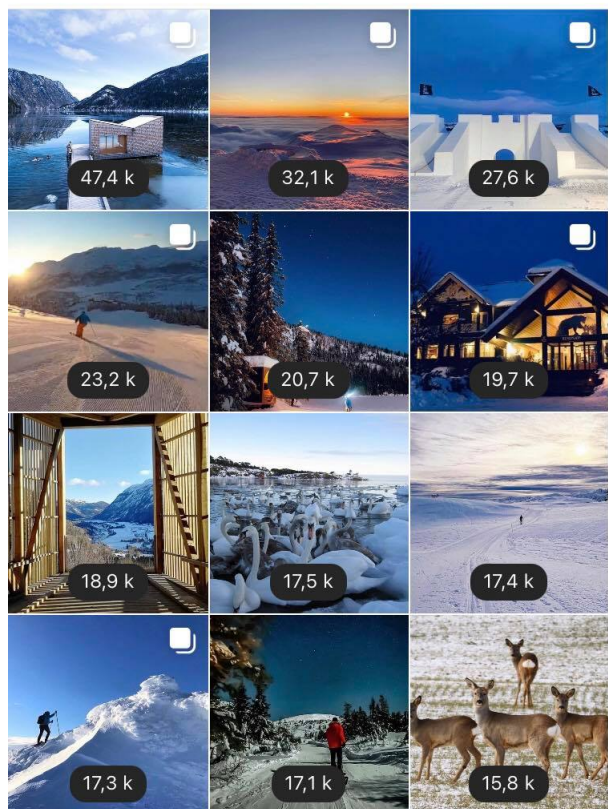 47,4 k
32,1 k
27,6 k
23,2 k
20,7 k
19,7 k
18,9 k
17,5 k
17,4 k
17,3 k
17,1 k
15,8 k